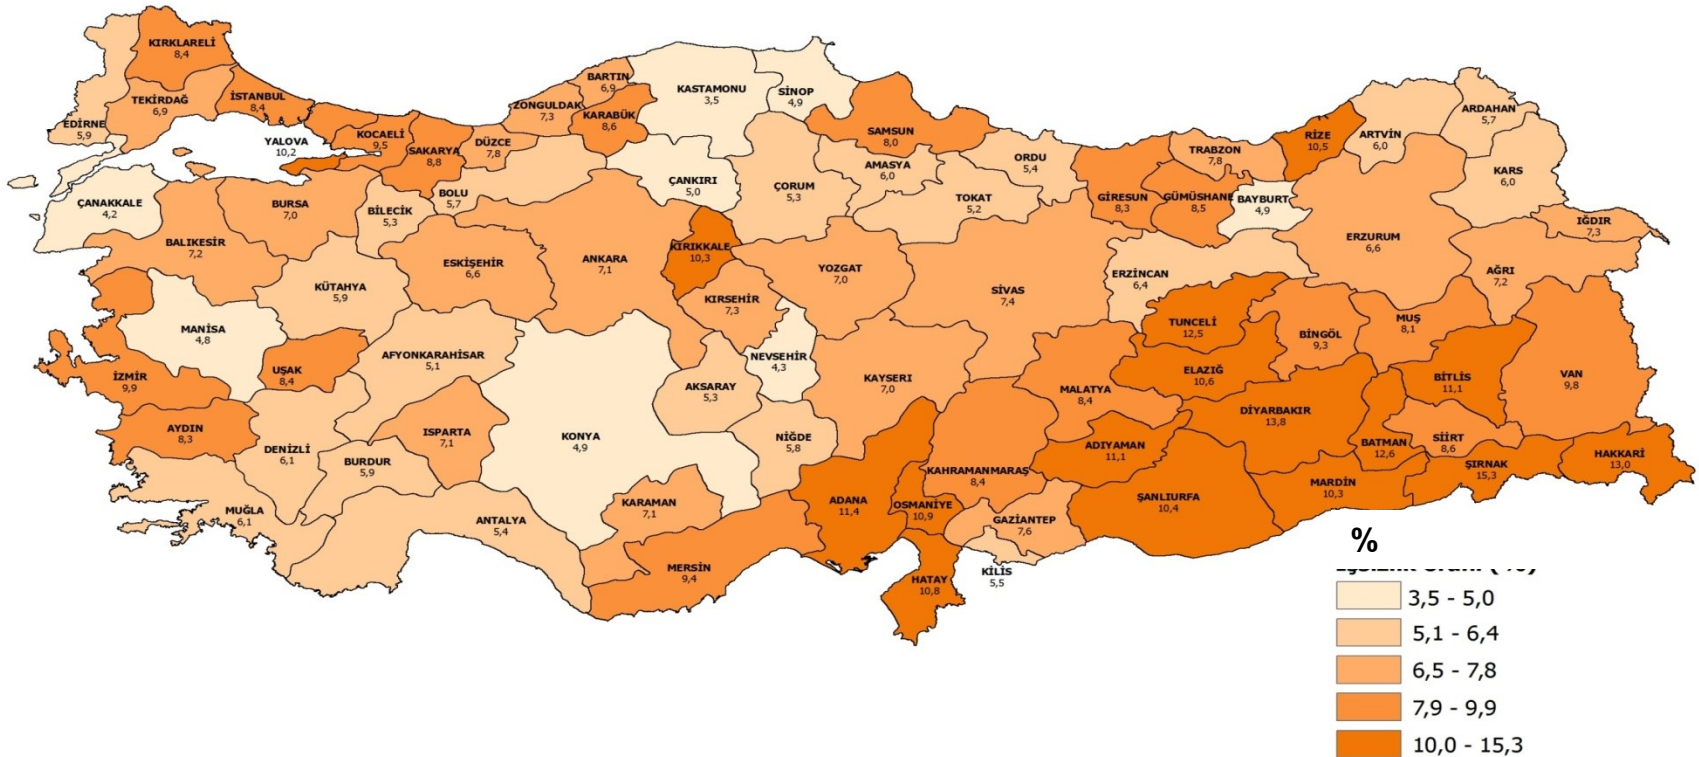 KIRKLARELİ
8,4
TEKİRDAĞ
6,9
İSTANBUL
8,4
EDİRNE
5,9
YALOVA
10,2
KOCAELİ
9,5
SAKARYA
8,8
DÜZCE
7,8
ZONGULDAK
7,3
BARTIN
6,9
KARABÜK
8,6
KASTAMONU
3,5
SİNOP
4,9
SAMSUN
8,0
ÇANKIRI
5,0
ÇORUM
5,3
AMASYA
6,0
TOKAT
5,2
ORDU
5,4
GİRESUN
8,3
GÜMÜSHANE
8,5
TRABZON
7,8
RİZE
10,5
BAYBURT
4,9
ARTVİN
6,0
ARDAHAN
5,7
KARS
6,0
IĞDIR
7,3
AĞRI
7,2
ERZURUM
6,6
ERZİNCAN
6,4
ÇANAKKALE
4,2
BALIKESİR
7,2
BURSA
7,0
BİLECİK
5,3
BOLU
5,7
ESKİŞEHİR
6,6
KÜTAHYA
5,9
ANKARA
7,1
KIRIKKALE
10,3
KIRSEHİR
7,3
YOZGAT
7,0
SİVAS
7,4
TUNCELİ
12,5
BİNGÖL
9,3
MUŞ
8,1
BİTLİS
11,1
VAN
9,8
MANİSA
4,8
İZMİR
9,9
UŞAK
8,4
AFYONKARAHİSAR
5,1
AYDIN
8,3
DENİZLİ
6,1
BURDUR
5,9
ISPARTA
7,1
KONYA
4,9
AKSARAY
5,3
NEVSEHİR
4,3
NİĞDE
5,8
KAYSERI
7,0
MALATYA
8,4
ELAZIĞ
10,6
DİYARBAKIR
13,8
BATMAN
12,6
SİİRT
8,6
ŞIRNAK
15,3
HAKKARİ
13,0
MARDİN
10,3
ŞANLIURFA
10,4
ADIYAMAN
11,1
KAHRAMANMARAŞ
8,4
GAZİANTEP
7,6
KİLİS
5,5
OSMANİYE
10,9
HATAY
10,8
ADANA
11,4
MERSİN
9,4
KARAMAN
7,1
ANTALYA
5,4
MUĞLA
6,1
%
3,5 - 5,0
5,1 - 6,4
6,5 - 7,8
7,9 - 9,9
10,0 - 15,3